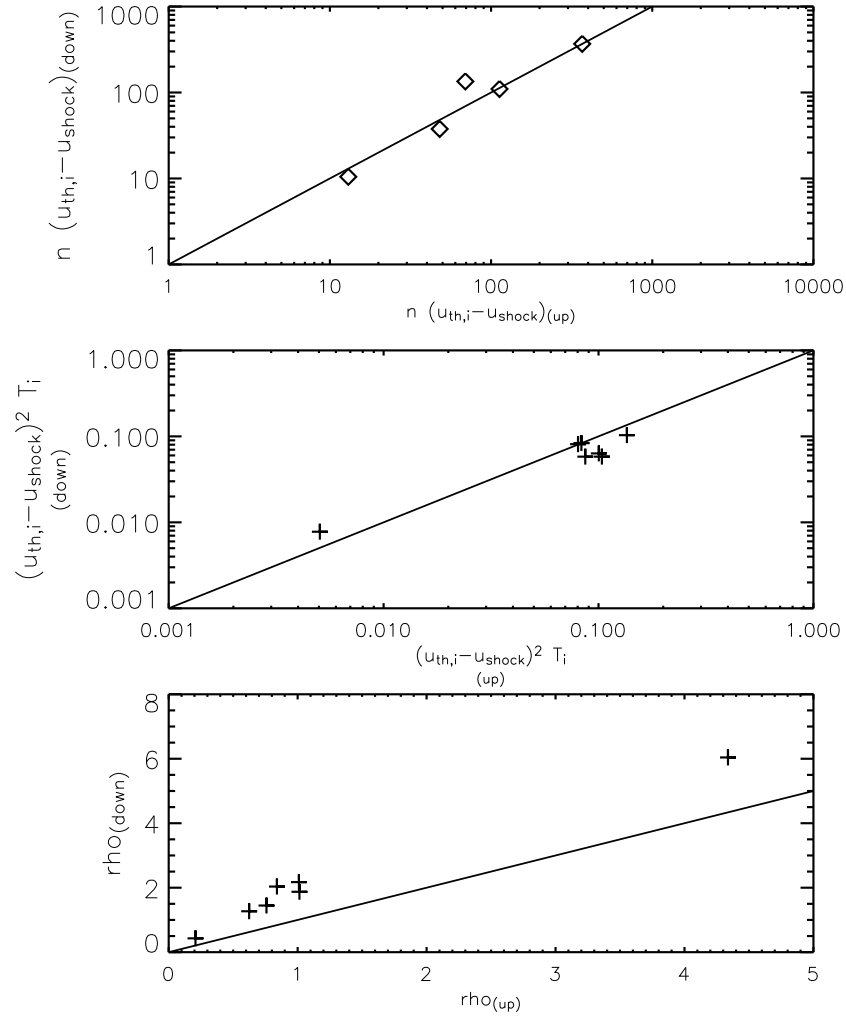 1000
100
10
1
n (u_th,i−u_shock)_(down)
1 10 100 1000 10000
n (u_th,i−u_shock)_(up)
1.000
0.100
0.010
0.001
(u_th,i−u_shock)² T_i
(down)
0.001 0.010 0.100 1.000
(u_th,i−u_shock)² T_i
(up)
8
6
4
2
0
rho_(down)
0 1 2 3 4 5
rho_(up)